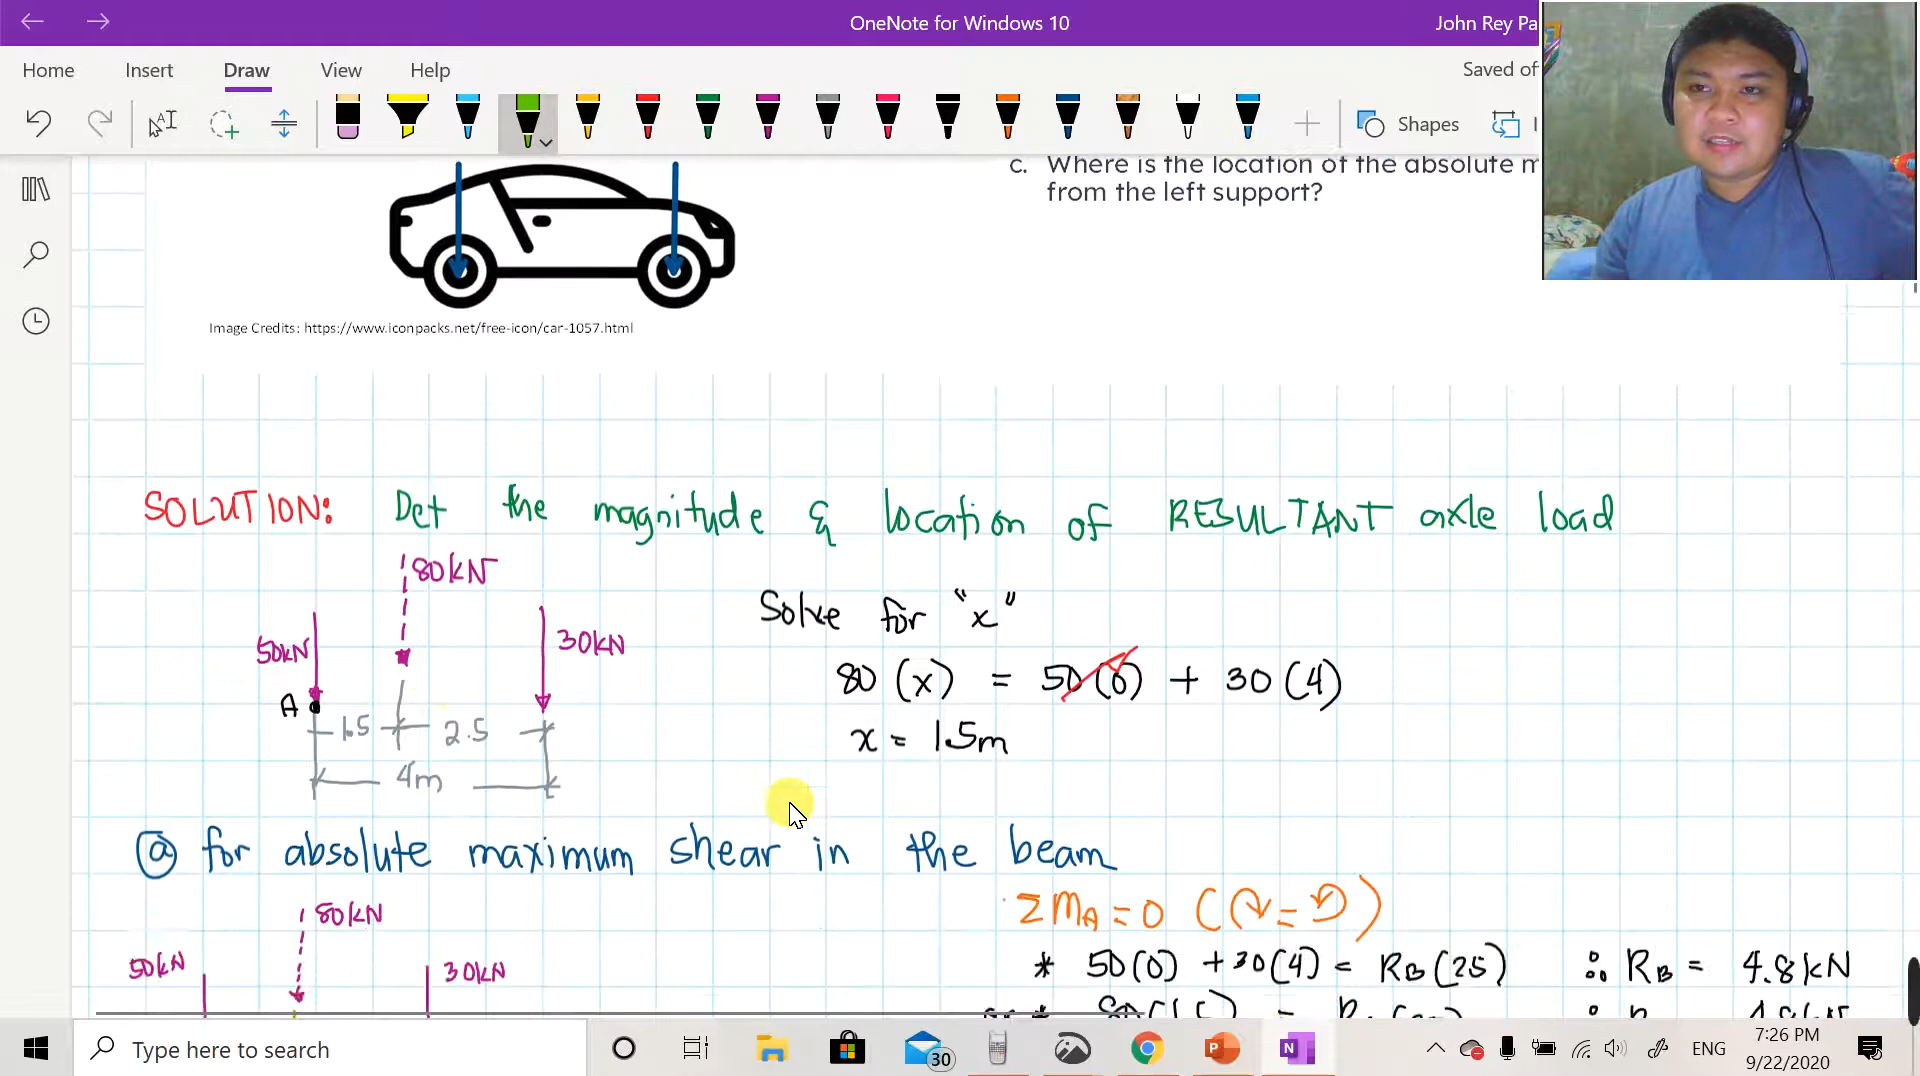 OneNote for Windows 10
John Rey Pa
Home Insert Draw View Help
Saved of
Shapes
c. Where is the location of the absolute m
from the left support?
Image Credits: https://www.iconpacks.net/free-icon/car-1057.html
SOLUTION: Det the magnitude & location of RESULTANT axle load
80kN
50kN
30kN
A
1.5 2.5
4m
Solve for "x"
80 (x) = 50(0) + 30(4)
x = 1.5m
a for absolute maximum shear in the beam
80kN
50kN
30kN
ΣMA = 0 (↷ = ↶)
* 50(0) + 30(4) = RB(25) ∴ RB = 4.8kN
Type here to search
30
ENG
7:26 PM
9/22/2020